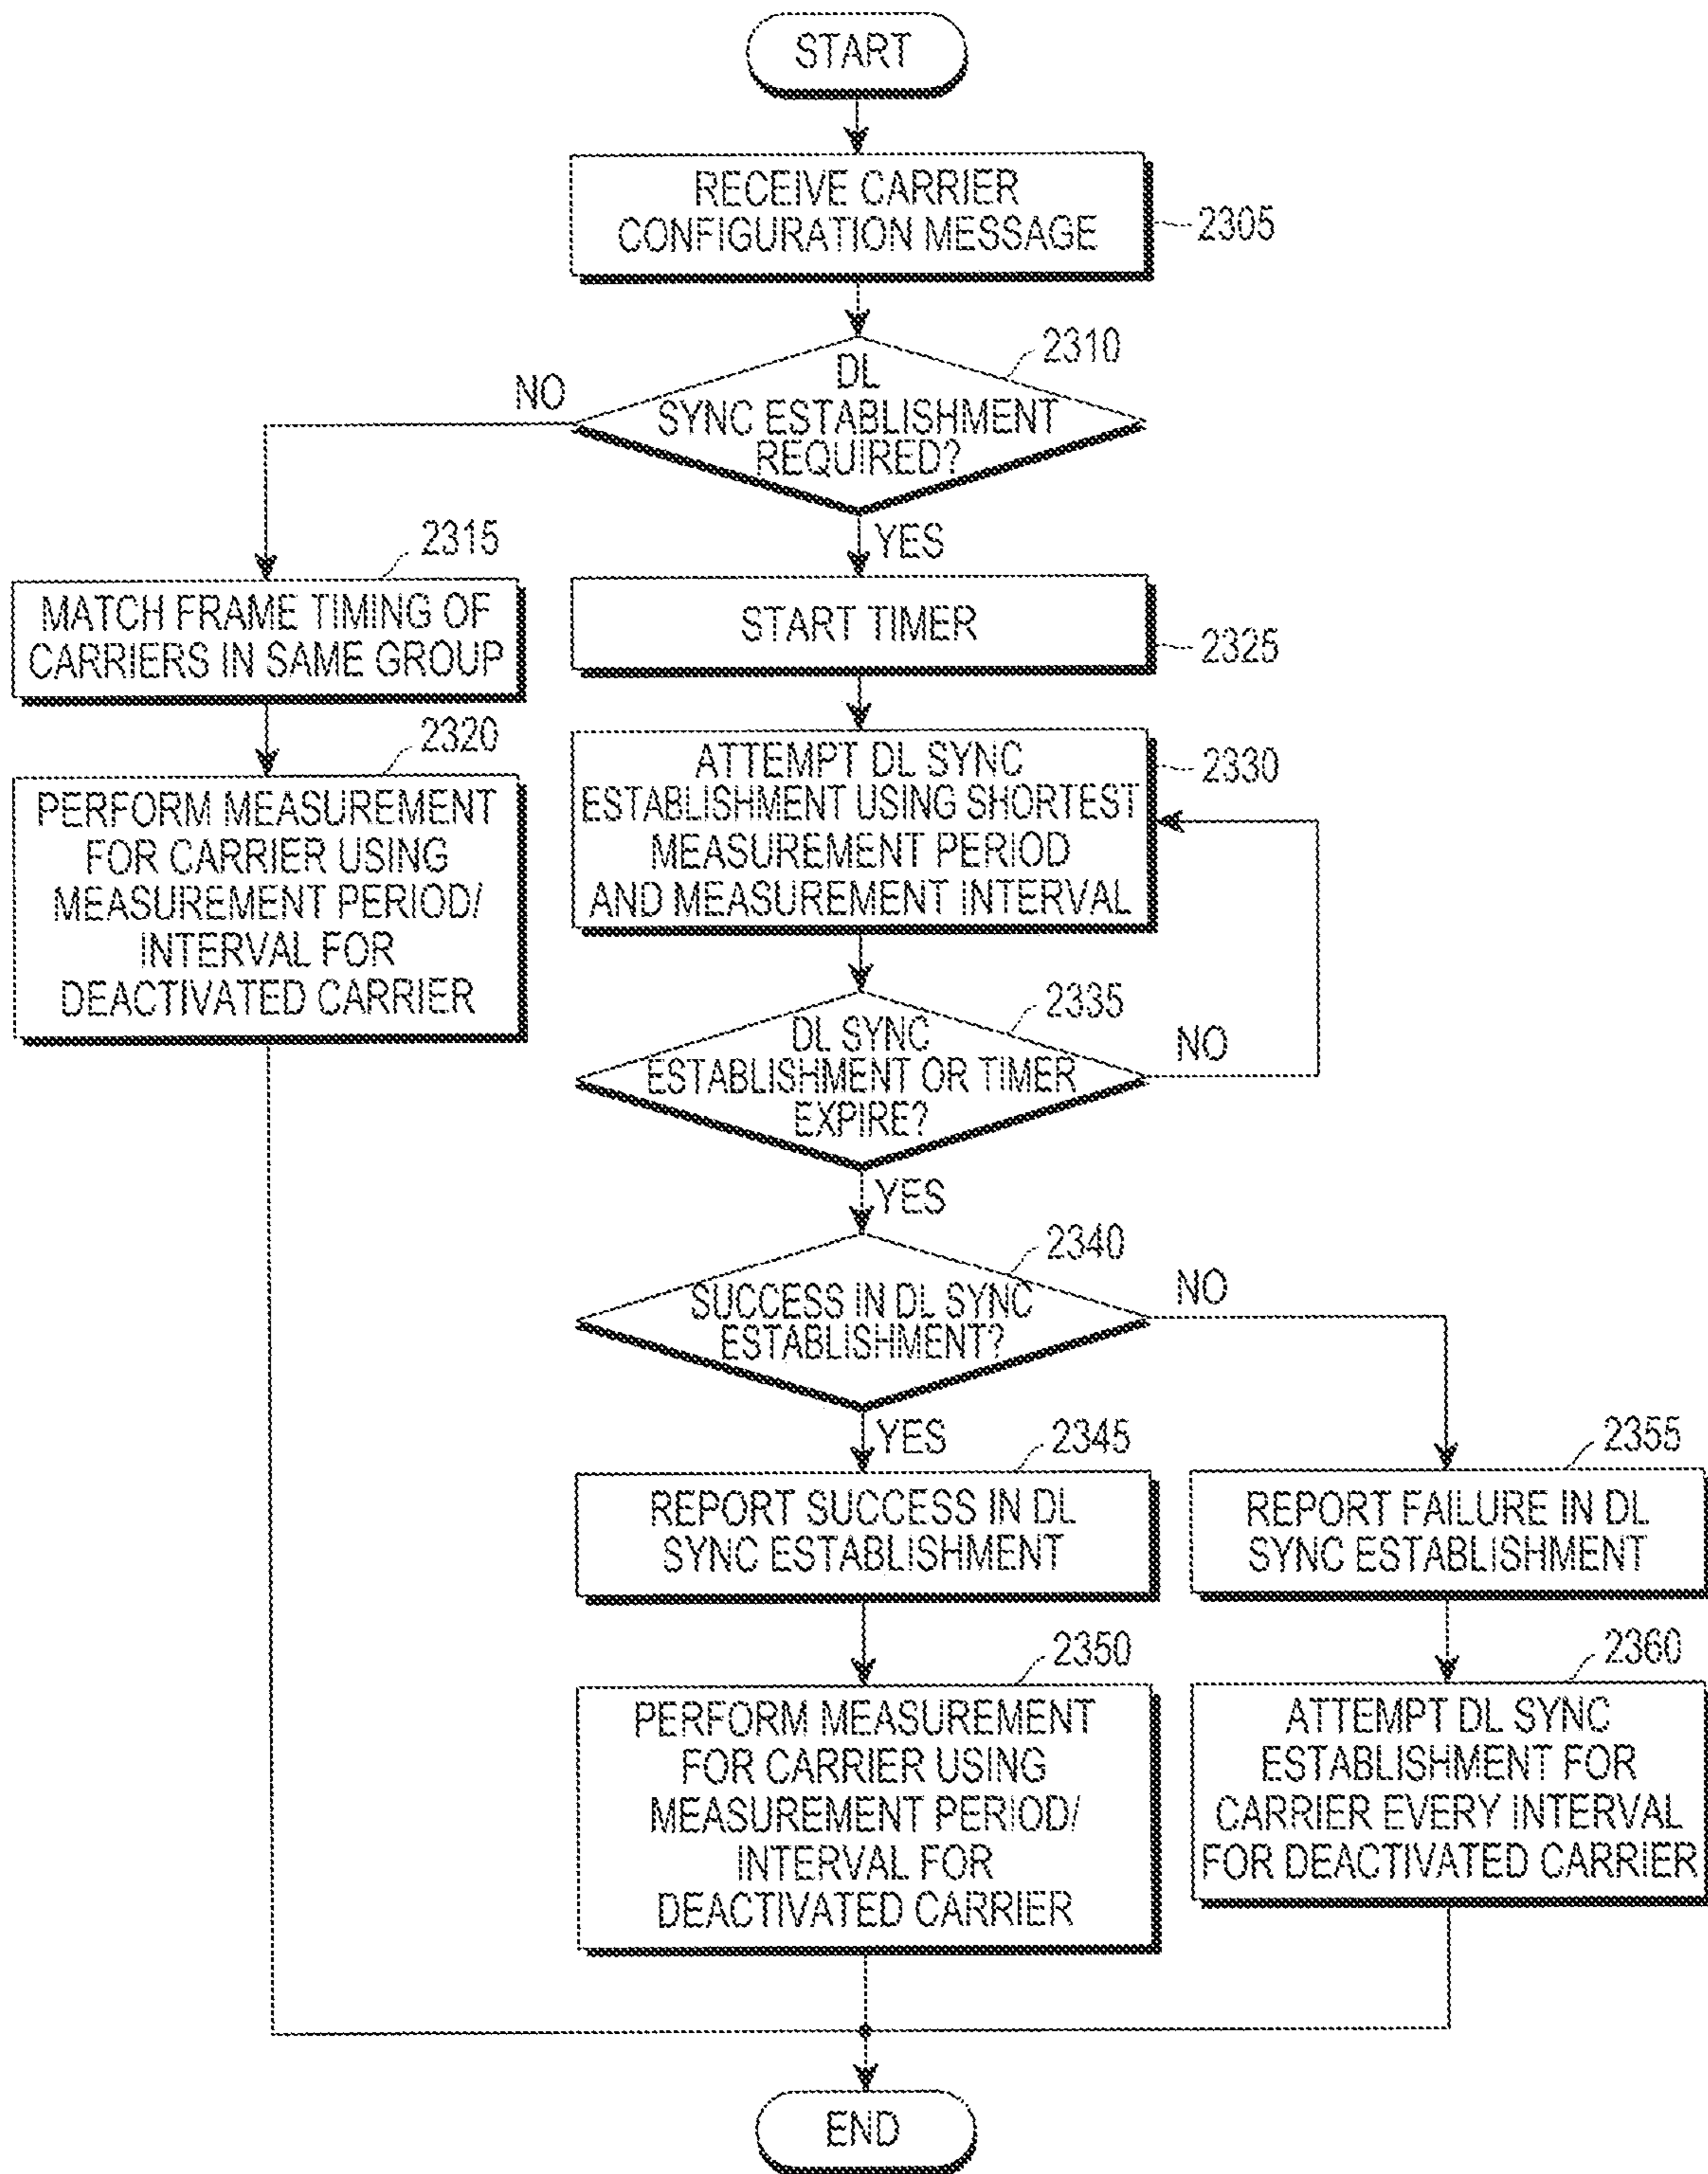 START
RECEIVE CARRIER
CONFIGURATION MESSAGE
2305
2310
DL
SYNC ESTABLISHMENT
REQUIRED?
NO
YES
2315
MATCH FRAME TIMING OF
CARRIERS IN SAME GROUP
START TIMER
2325
2320
PERFORM MEASUREMENT
FOR CARRIER USING
MEASUREMENT PERIOD/
INTERVAL FOR
DEACTIVATED CARRIER
ATTEMPT DL SYNC
ESTABLISHMENT USING SHORTEST
MEASUREMENT PERIOD
AND MEASUREMENT INTERVAL
2330
2335
DL SYNC
ESTABLISHMENT OR TIMER
EXPIRE?
NO
YES
2340
SUCCESS IN DL SYNC
ESTABLISHMENT?
NO
YES
2345
REPORT SUCCESS IN DL
SYNC ESTABLISHMENT
2355
REPORT FAILURE IN DL
SYNC ESTABLISHMENT
2350
PERFORM MEASUREMENT
FOR CARRIER USING
MEASUREMENT PERIOD/
INTERVAL FOR
DEACTIVATED CARRIER
2360
ATTEMPT DL SYNC
ESTABLISHMENT FOR
CARRIER EVERY INTERVAL
FOR DEACTIVATED CARRIER
END